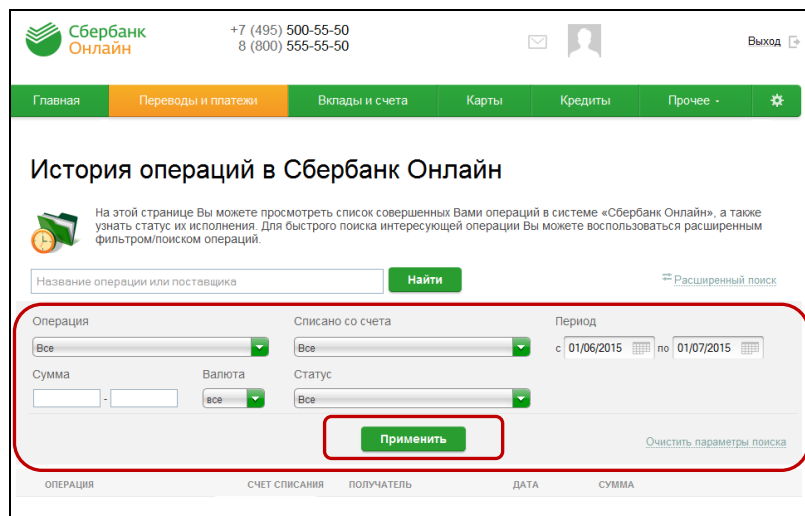 Сбербанк
Онлайн
+7 (495) 500-55-50
8 (800) 555-55-50
Выход
Главная Переводы и платежи Вклады и счета Карты Кредиты Прочее
История операций в Сбербанк Онлайн
На этой странице Вы можете просмотреть список совершенных Вами операций в системе «Сбербанк Онлайн», а также
узнать статус их исполнения. Для быстрого поиска интересующей операции Вы можете воспользоваться расширенным
фильтром/поиском операций.
Название операции или поставщика Найти Расширенный поиск
Операция Списано со счета Период
Все Все с 01/06/2015 по 01/07/2015
Сумма Валюта Статус
- все Все
Применить
Очистить параметры поиска
ОПЕРАЦИЯ СЧЕТ СПИСАНИЯ ПОЛУЧАТЕЛЬ ДАТА СУММА